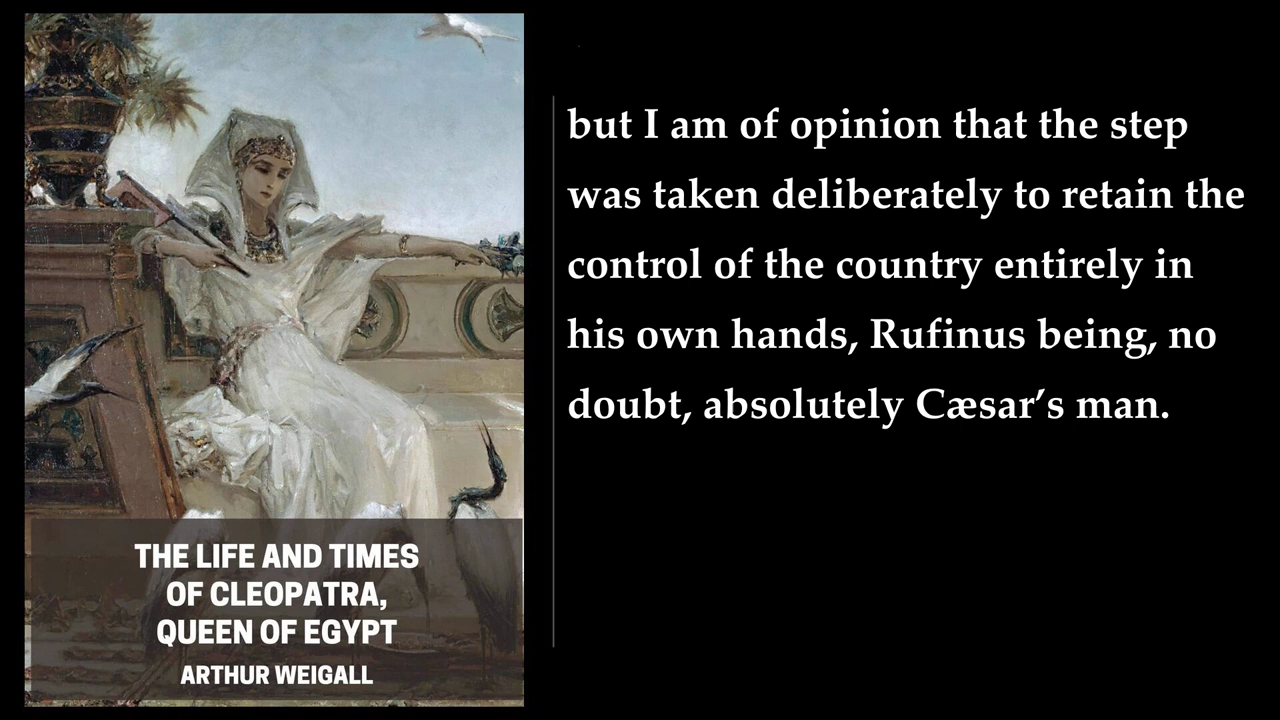 but I am of opinion that the step
was taken deliberately to retain the
control of the country entirely in
his own hands, Rufinus being, no
doubt, absolutely Cæsar’s man.
THE LIFE AND TIMES
OF CLEOPATRA,
QUEEN OF EGYPT
ARTHUR WEIGALL